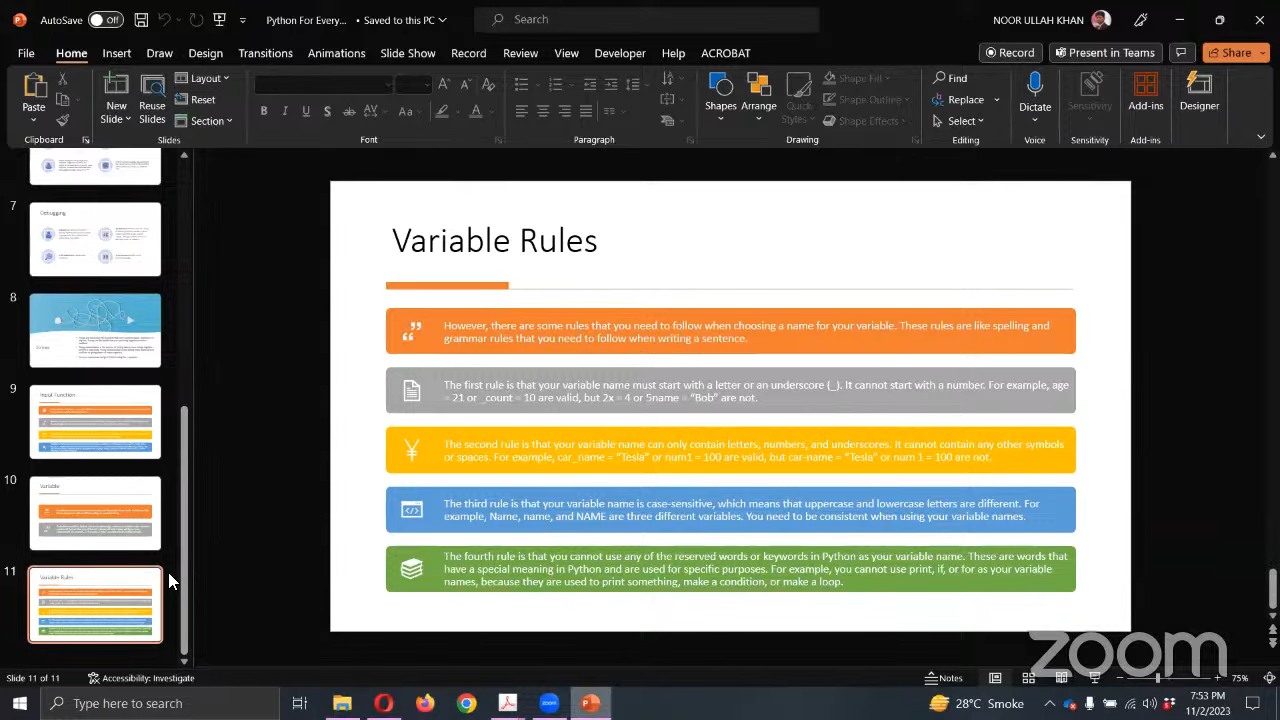 AutoSave Off Python For Every... • Saved to this PC Search NOOR ULLAH KHAN
File Home Insert Draw Design Transitions Animations Slide Show Record Review View Developer Help ACROBAT Record Present in Teams Share
Paste New Slide Reuse Slides Layout Reset Section Shapes Arrange Quick Styles Shape Fill Shape Outline Shape Effects Find Replace Select Dictate Sensitivity Add-ins Designer
Clipboard Slides Font Paragraph Drawing Editing Voice Sensitivity Add-ins
7
Debugging
8
Errors
9
Input Function
10
Variable
11
Variable Rules
Variable Rules
However, there are some rules that you need to follow when choosing a name for your variable. These rules are like spelling and
grammar rules that you need to follow when writing a sentence.
The first rule is that your variable name must start with a letter or an underscore (_). It cannot start with a number. For example, age
= 21 or _count = 10 are valid, but 2x = 4 or 5name = “Bob” are not.
The second rule is that your variable name can only contain letters, numbers, and underscores. It cannot contain any other symbols
or spaces. For example, car_name = “Tesla” or num1 = 100 are valid, but car-name = “Tesla” or num 1 = 100 are not.
The third rule is that your variable name is case-sensitive, which means that uppercase and lowercase letters are different. For
example, Name, name, and NAME are three different variables. You need to be consistent when using your variable names.
The fourth rule is that you cannot use any of the reserved words or keywords in Python as your variable name. These are words that
have a special meaning in Python and are used for specific purposes. For example, you cannot use print, if, or for as your variable
names, because they are used to print something, make a condition, or make a loop.
zoom
Slide 11 of 11 Accessibility: Investigate Notes 75%
Type here to search zoom 28°C Smoke 7:53 PM
11/2/2023